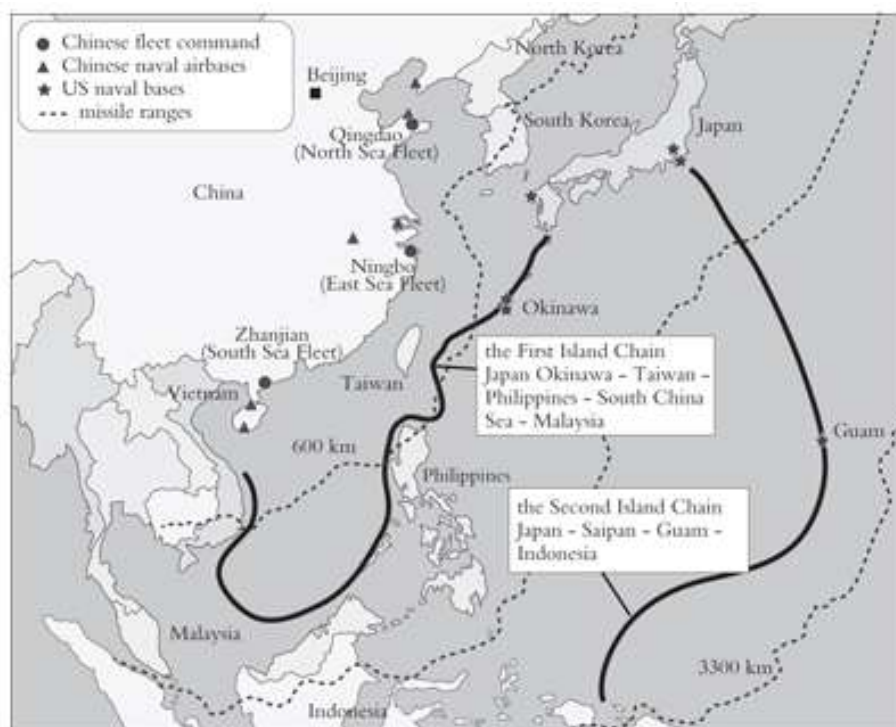 Chinese fleet command
Chinese naval airbases
US naval bases
missile ranges
Beijing
North Korea
South Korea
Japan
Qingdao
(North Sea Fleet)
China
Ningbo
(East Sea Fleet)
Okinawa
Zhanjian
(South Sea Fleet)
Taiwan
the First Island Chain
Japan Okinawa – Taiwan –
Philippines – South China
Sea – Malaysia
Vietnam
600 km
Guam
Philippines
the Second Island Chain
Japan – Saipan – Guam –
Indonesia
Malaysia
3300 km
Indonesia